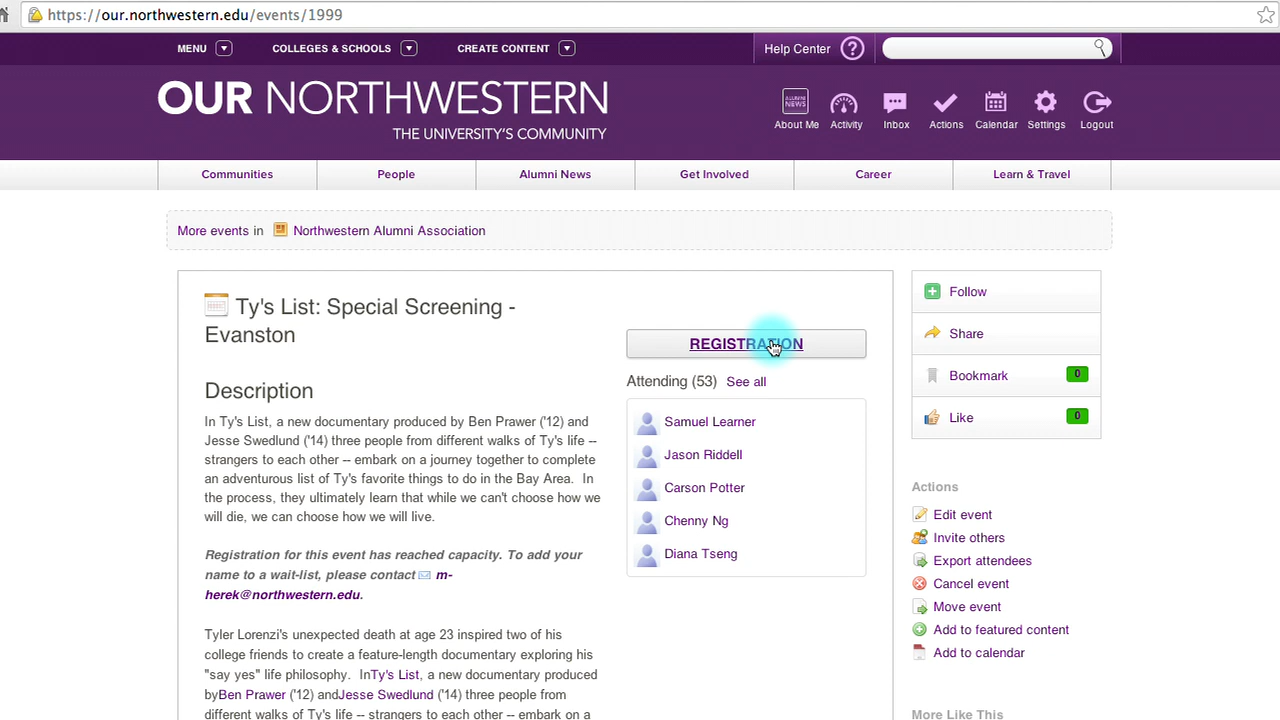 https://our.northwestern.edu/events/1999
MENU COLLEGES & SCHOOLS CREATE CONTENT Help Center ?
OUR NORTHWESTERN
THE UNIVERSITY'S COMMUNITY
ALUMNI NEWS
About Me Activity Inbox Actions Calendar Settings Logout
Communities People Alumni News Get Involved Career Learn & Travel
More events in Northwestern Alumni Association
Ty's List: Special Screening -
Evanston
Description
In Ty's List, a new documentary produced by Ben Prawer ('12) and
Jesse Swedlund ('14) three people from different walks of Ty's life --
strangers to each other -- embark on a journey together to complete
an adventurous list of Ty's favorite things to do in the Bay Area. In
the process, they ultimately learn that while we can't choose how we
will die, we can choose how we will live.
Registration for this event has reached capacity. To add your
name to a wait-list, please contact m-
herek@northwestern.edu.
Tyler Lorenzi's unexpected death at age 23 inspired two of his
college friends to create a feature-length documentary exploring his
"say yes" life philosophy. InTy's List, a new documentary produced
byBen Prawer ('12) andJesse Swedlund ('14) three people from
different walks of Ty's life -- strangers to each other -- embark on a
REGISTRATION
Attending (53) See all
Samuel Learner
Jason Riddell
Carson Potter
Chenny Ng
Diana Tseng
Follow
Share
Bookmark 0
Like 0
Actions
Edit event
Invite others
Export attendees
Cancel event
Move event
Add to featured content
Add to calendar
More Like This